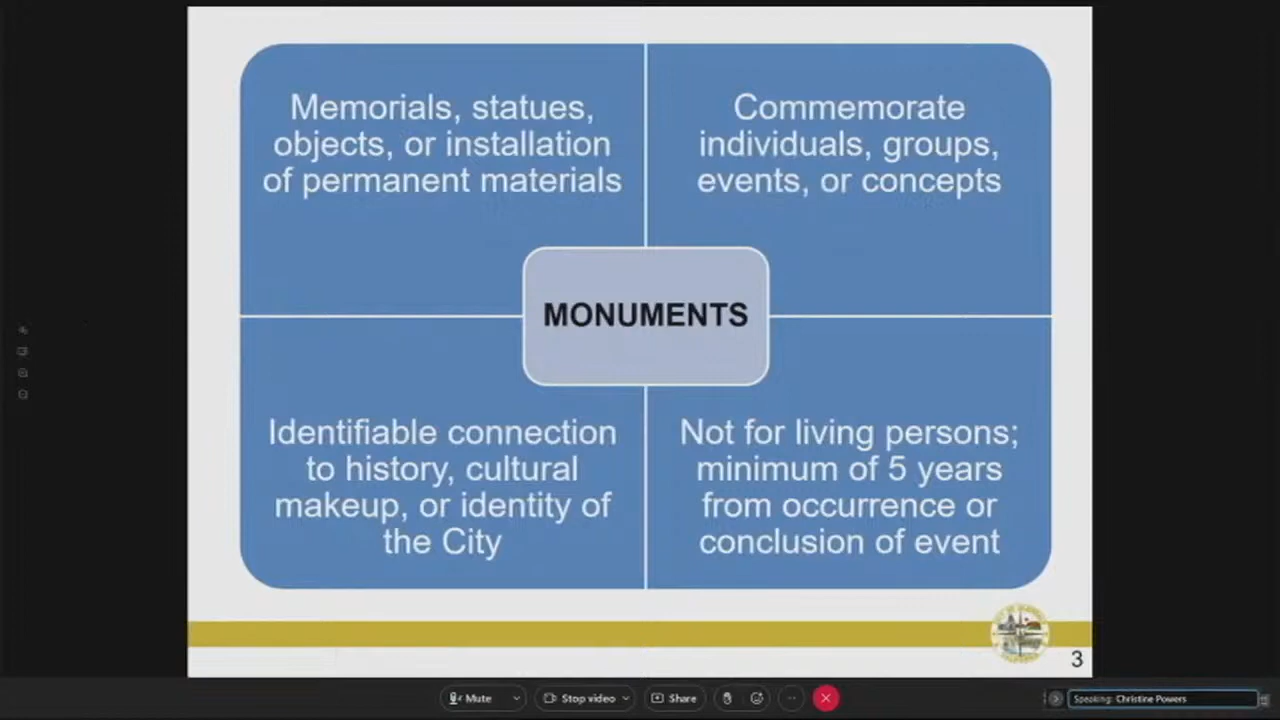 Memorials, statues,
objects, or installation
of permanent materials
Commemorate
individuals, groups,
events, or concepts
MONUMENTS
Identifiable connection
to history, cultural
makeup, or identity of
the City
Not for living persons;
minimum of 5 years
from occurrence or
conclusion of event
3
Mute
Stop video
Share
Speaking: Christine Powers